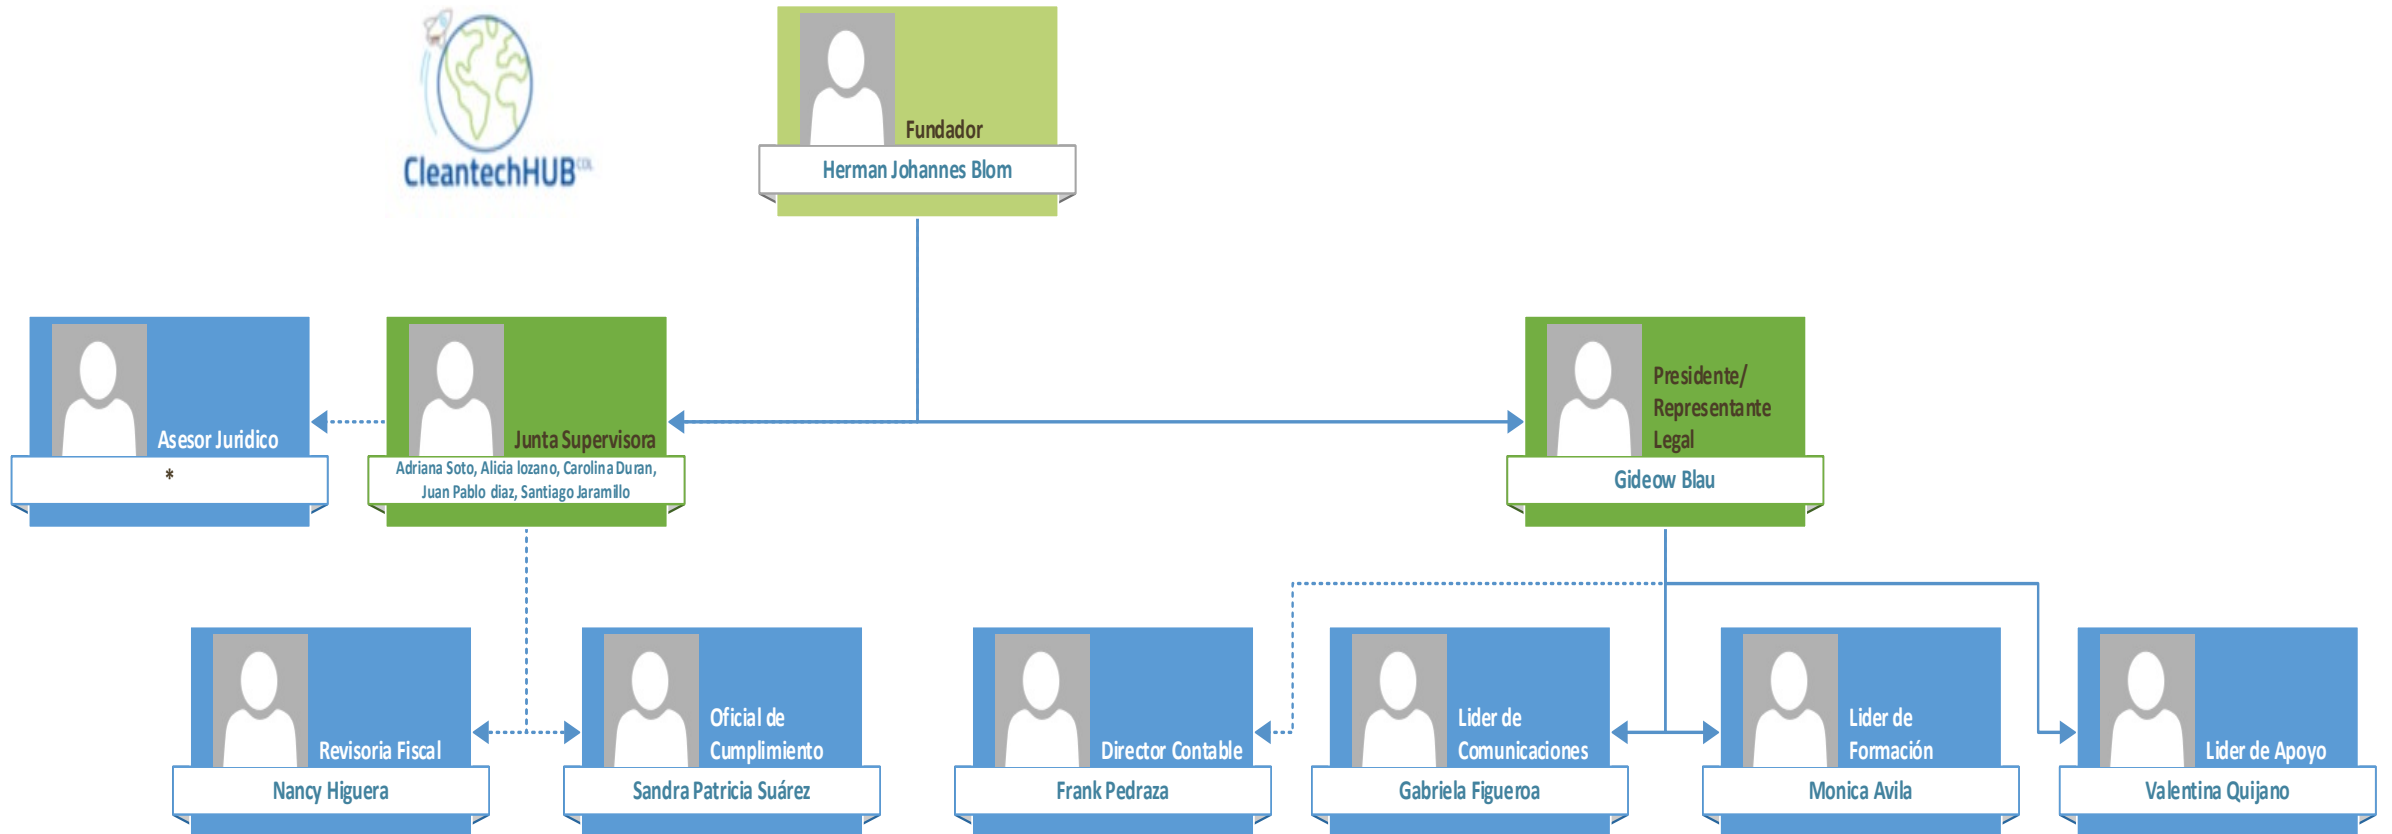 CleantechHUB COL
Fundador
Herman Johannes Blom
Asesor Juridico
*
Junta Supervisora
Adriana Soto, Alicia lozano, Carolina Duran,
Juan Pablo diaz, Santiago Jaramillo
Presidente/
Representante
Legal
Gideow Blau
Revisoria Fiscal
Nancy Higuera
Oficial de
Cumplimiento
Sandra Patricia Suárez
Director Contable
Frank Pedraza
Lider de
Comunicaciones
Gabriela Figueroa
Lider de
Formación
Monica Avila
Lider de Apoyo
Valentina Quijano